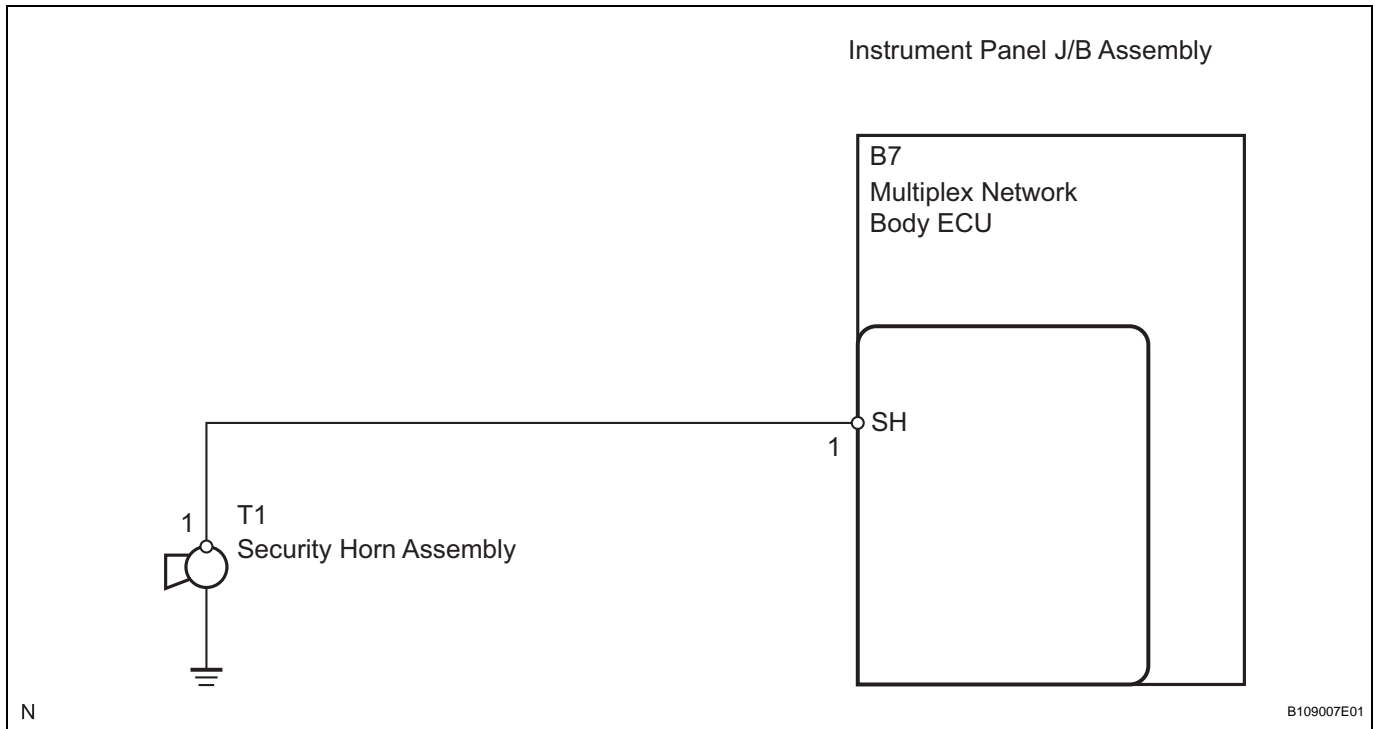 Instrument Panel J/B Assembly
B7
Multiplex Network
Body ECU
SH
1
1
T1
Security Horn Assembly
N
B109007E01